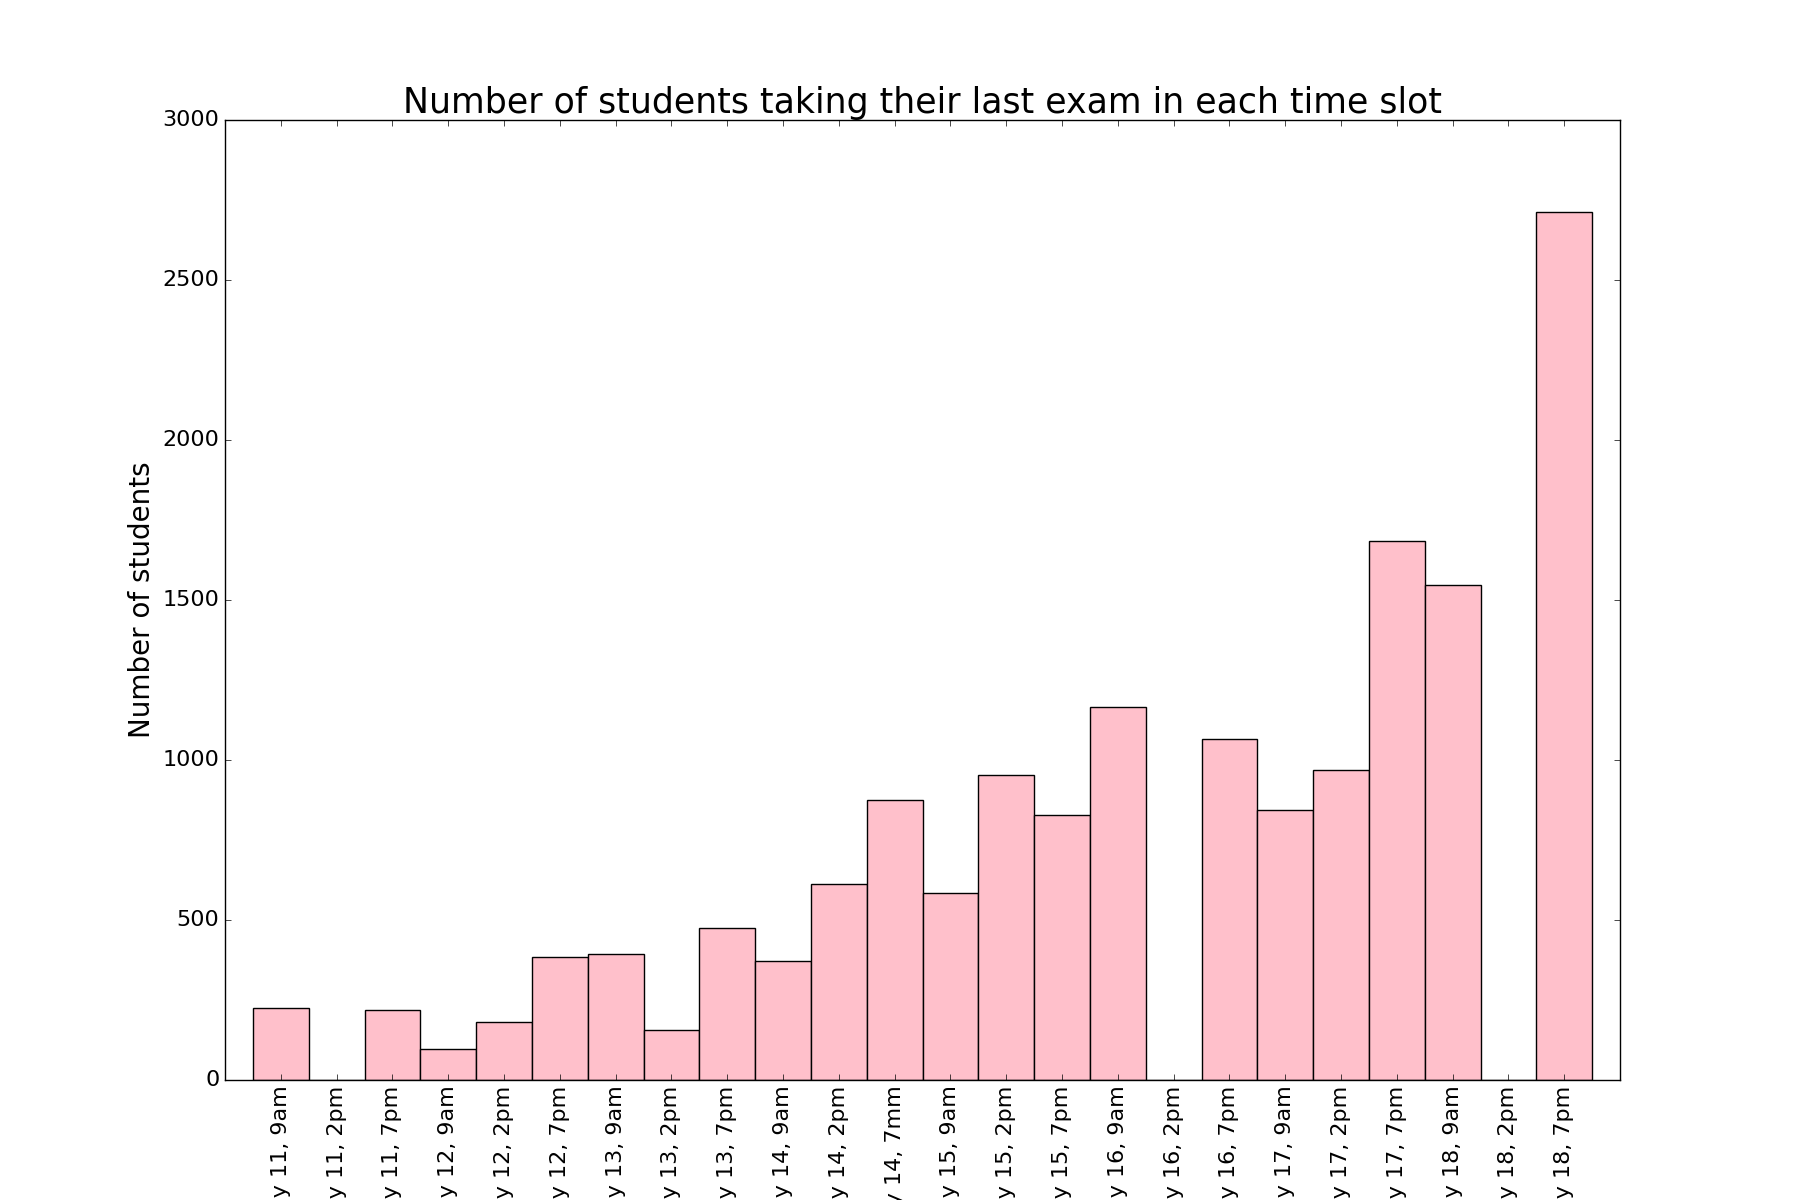 Number of students taking their last exam in each time slot
Number of students
3000
2500
2000
1500
1000
500
0
y 11, 9am
y 11, 2pm
y 11, 7pm
y 12, 9am
y 12, 2pm
y 12, 7pm
y 13, 9am
y 13, 2pm
y 13, 7pm
y 14, 9am
y 14, 2pm
y 14, 7mm
y 15, 9am
y 15, 2pm
y 15, 7pm
y 16, 9am
y 16, 2pm
y 16, 7pm
y 17, 9am
y 17, 2pm
y 17, 7pm
y 18, 9am
y 18, 2pm
y 18, 7pm